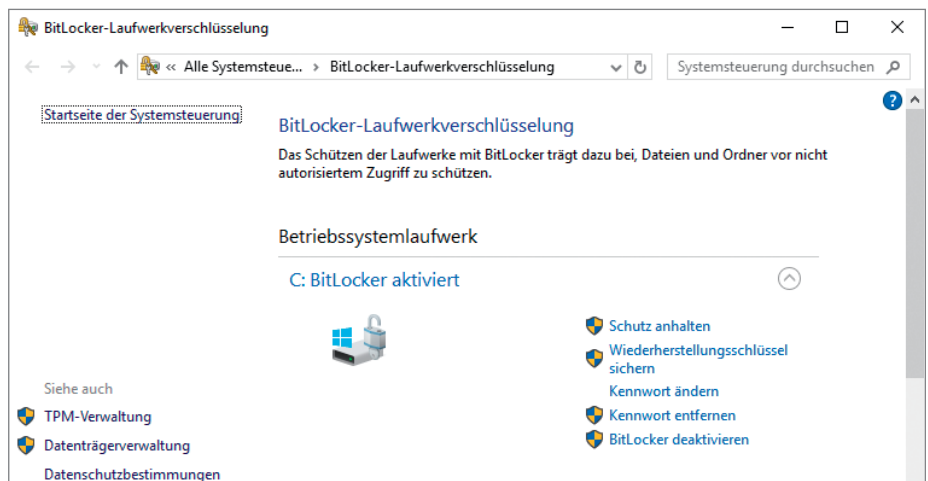 BitLocker-Laufwerkverschlüsselung
« Alle Systemsteue... › BitLocker-Laufwerkverschlüsselung
Systemsteuerung durchsuchen
Startseite der Systemsteuerung
BitLocker-Laufwerkverschlüsselung
Das Schützen der Laufwerke mit BitLocker trägt dazu bei, Dateien und Ordner vor nicht
autorisiertem Zugriff zu schützen.
Betriebssystemlaufwerk
C: BitLocker aktiviert
Schutz anhalten
Wiederherstellungsschlüssel
sichern
Kennwort ändern
Kennwort entfernen
BitLocker deaktivieren
Siehe auch
TPM-Verwaltung
Datenträgerverwaltung
Datenschutzbestimmungen